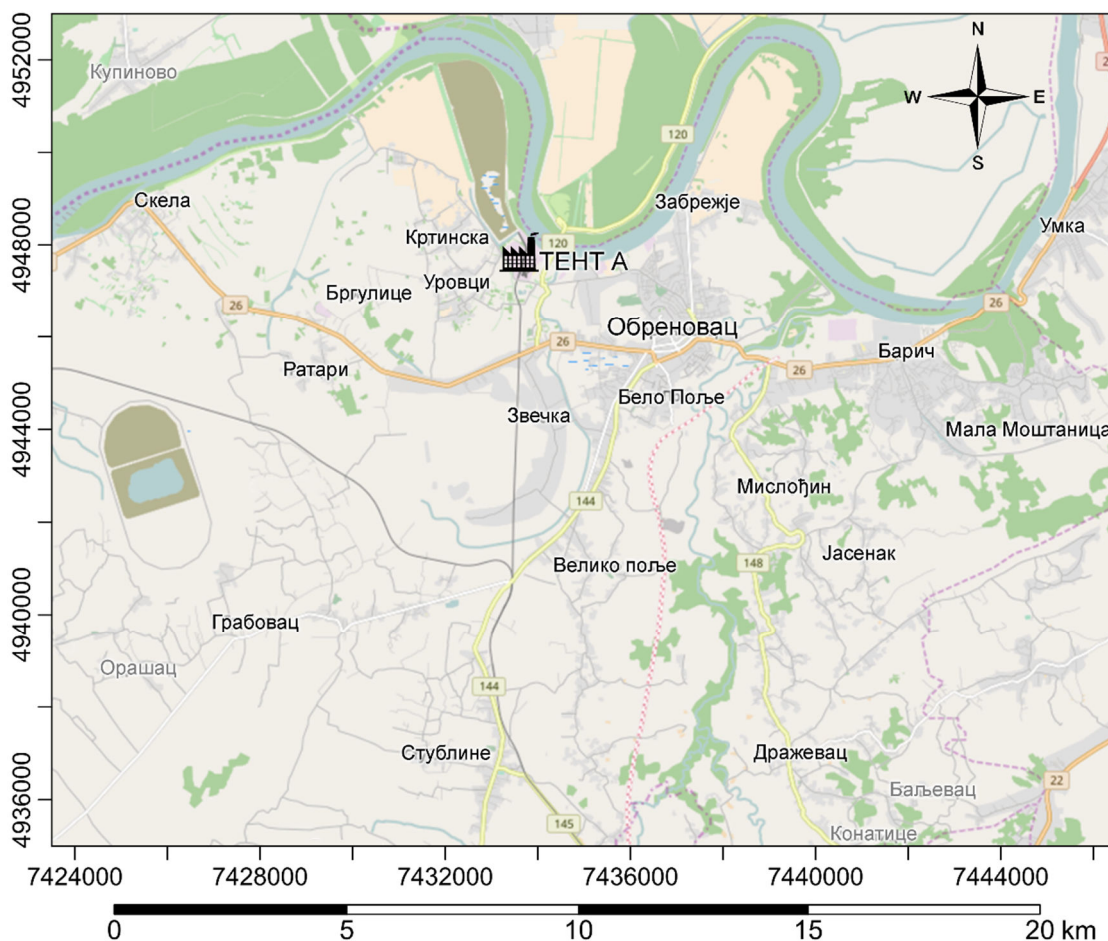 N
4952000
Купиново
W
E
2
120
S
Скела
Забрежје
Умка
4948000
Кртинска
120
ТЕНТ А
Уровци
Бргулице
26
26
Обреновац
26
Барич
Ратари
26
Бело Поље
Звечка
4944000
Мала Моштаница
Мислођин
144
Јасенак
Велико поље
148
4940000
Грабовац
Орашац
144
Стублине
Дражевац
22
Баљевац
4936000
145
Конатице
7424000 7428000 7432000 7436000 7440000 7444000
0 5 10 15 20 km